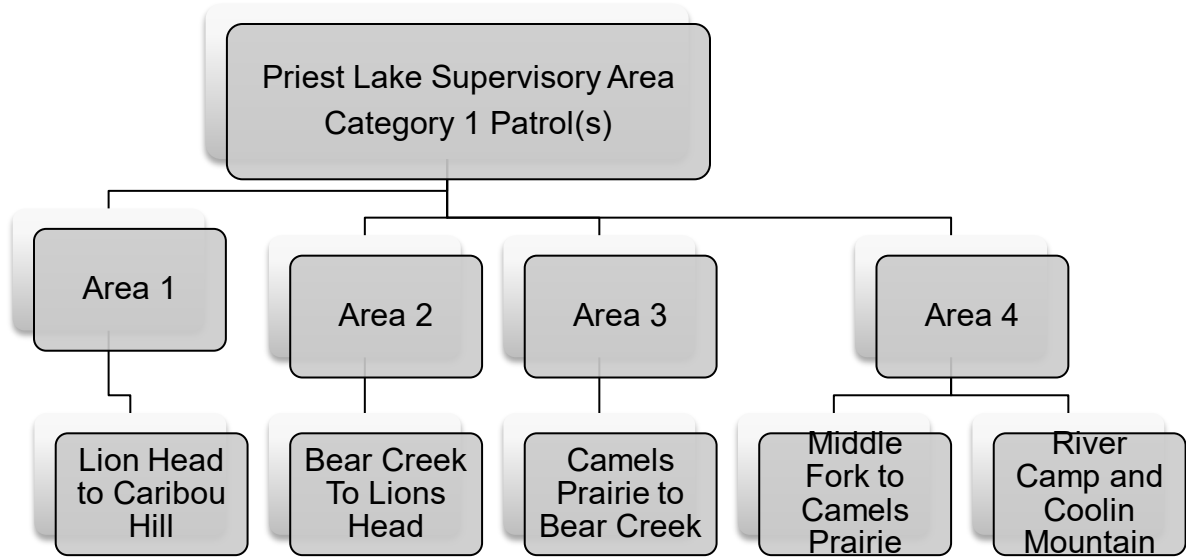 Priest Lake Supervisory Area
Category 1 Patrol(s)
Area 1
Area 2
Area 3
Area 4
Lion Head
to Caribou
Hill
Bear Creek
To Lions
Head
Camels
Prairie to
Bear Creek
Middle
Fork to
Camels
Prairie
River
Camp and
Coolin
Mountain